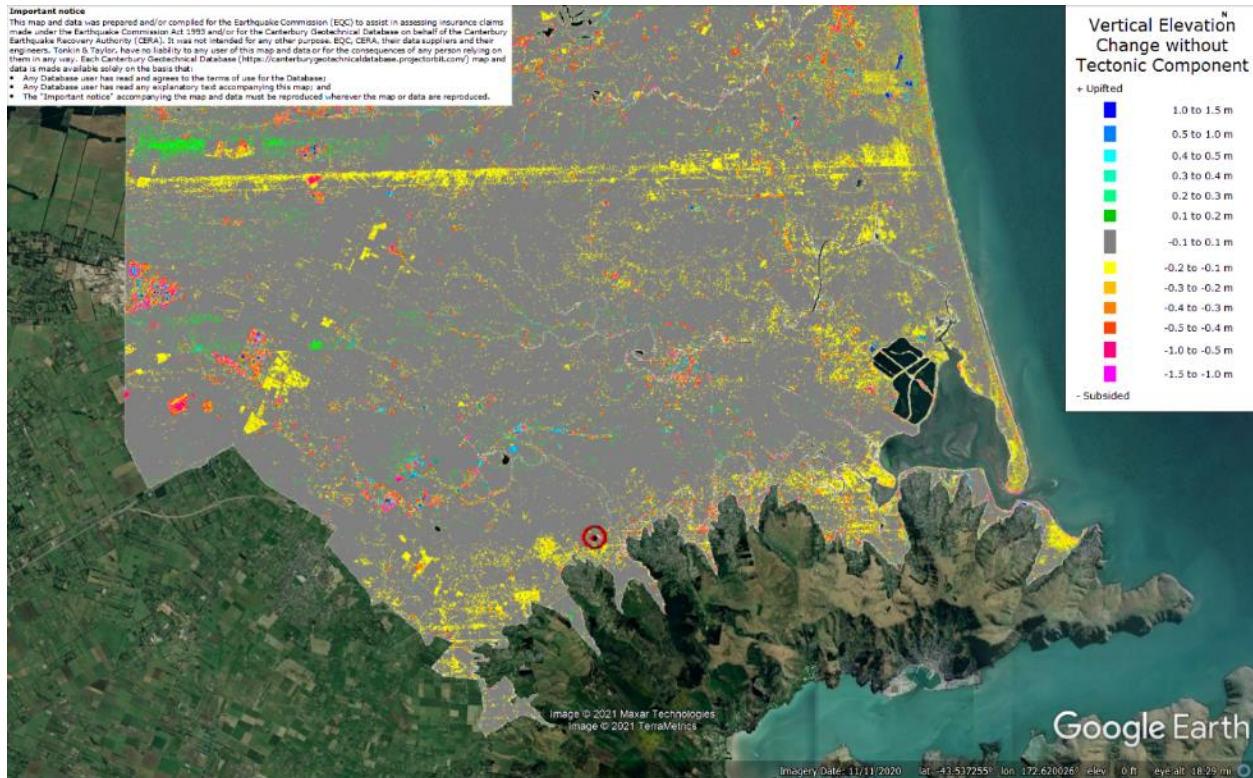 Important notice
This map and data was prepared and/or compiled for the Earthquake Commission (EQC) to assist in assessing insurance claims
made under the Earthquake Commission Act 1993 and/or for the Canterbury Geotechnical Database on behalf of the Canterbury
Earthquake Recovery Authority (CERA). It was not intended for any other purpose. EQC, CERA, their data suppliers and their
engineers, Tonkin & Taylor, have no liability to any user of this map and data or for the consequences of any person relying on
them in any way. Each Canterbury Geotechnical Database (https://canterburygeotechnicaldatabase.projectorbit.com/) map and
data is made available solely on the basis that:
• Any Database user has read and agrees to the terms of use for the Database;
• Any Database user has read any explanatory text accompanying this map; and
• The "Important notice" accompanying the map and data must be reproduced wherever the map or data are reproduced.
N
Vertical Elevation
Change without
Tectonic Component
+ Uplifted
1.0 to 1.5 m
0.5 to 1.0 m
0.4 to 0.5 m
0.3 to 0.4 m
0.2 to 0.3 m
0.1 to 0.2 m
-0.1 to 0.1 m
-0.2 to -0.1 m
-0.3 to -0.2 m
-0.4 to -0.3 m
-0.5 to -0.4 m
-1.0 to -0.5 m
-1.5 to -1.0 m
- Subsided
Image © 2021 Maxar Technologies
Image © 2021 TerraMetrics
Google Earth
Imagery Date: 11/11/2020 lat -43.537255° lon 172.620026° elev 0 ft eye alt 18.29 mi